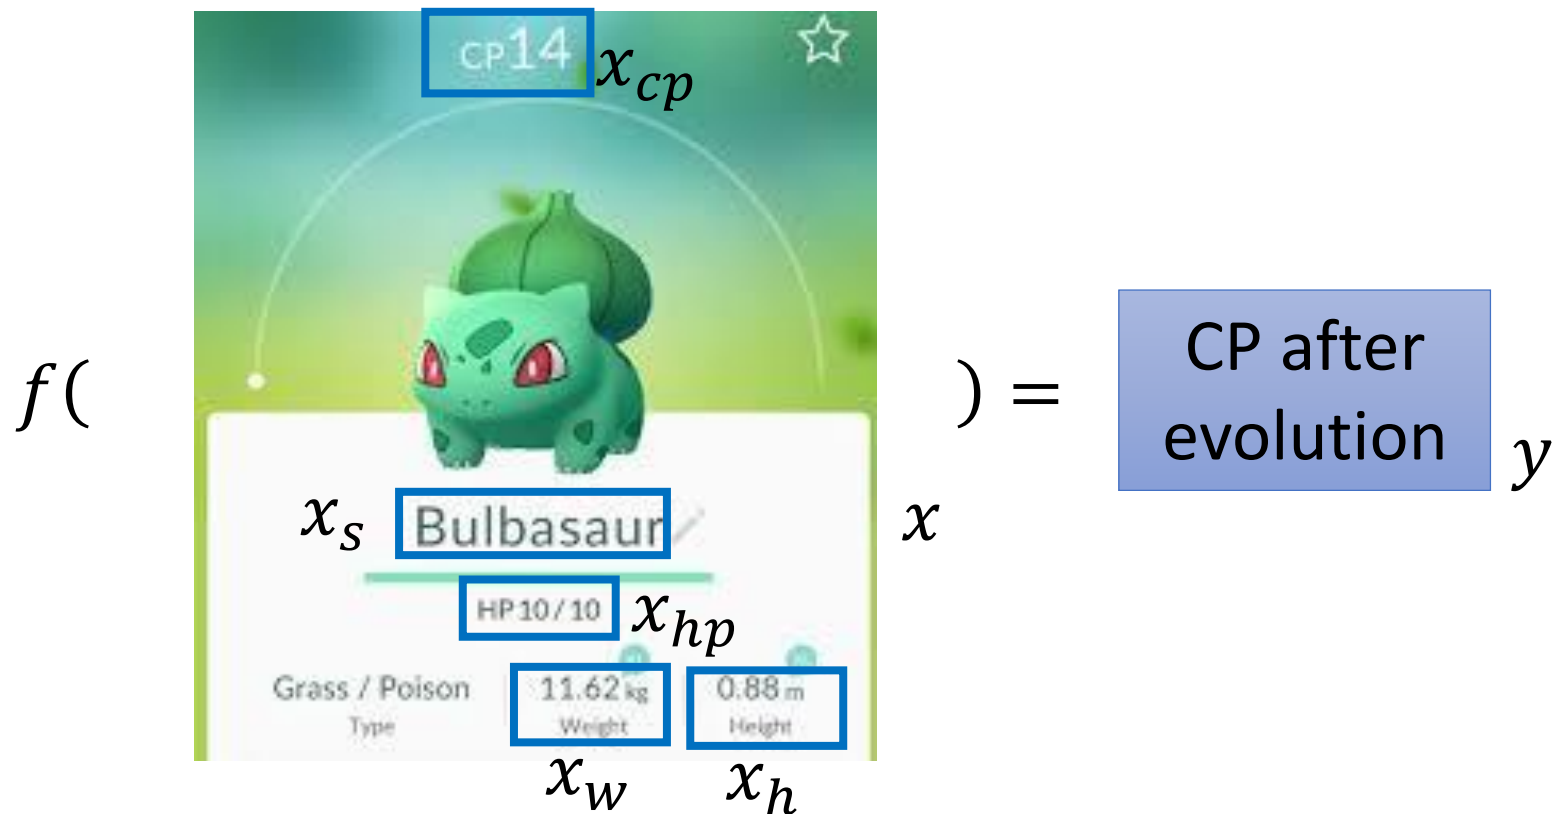 CP14
x_cp
f(
) =
CP after
evolution
y
x_s
Bulbasaur
x
HP 10 / 10
x_hp
Grass / Poison
11.62 kg
0.88 m
Type
Weight
Height
x_w
x_h